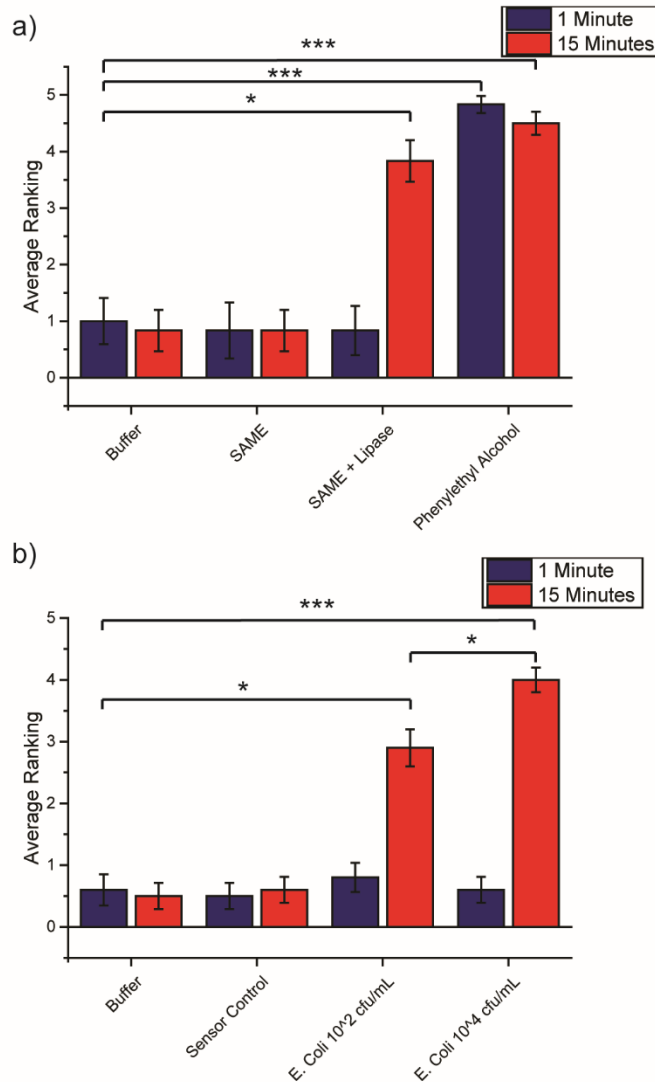 a)
1 Minute
15 Minutes
***
***
*
5
4
3
2
1
0
Average Ranking
Buffer
SAME
SAME + Lipase
Phenylethyl Alcohol
b)
1 Minute
15 Minutes
***
*
*
5
4
3
2
1
0
Average Ranking
Buffer
Sensor Control
E. Coli 10^2 cfu/mL
E. Coli 10^4 cfu/mL